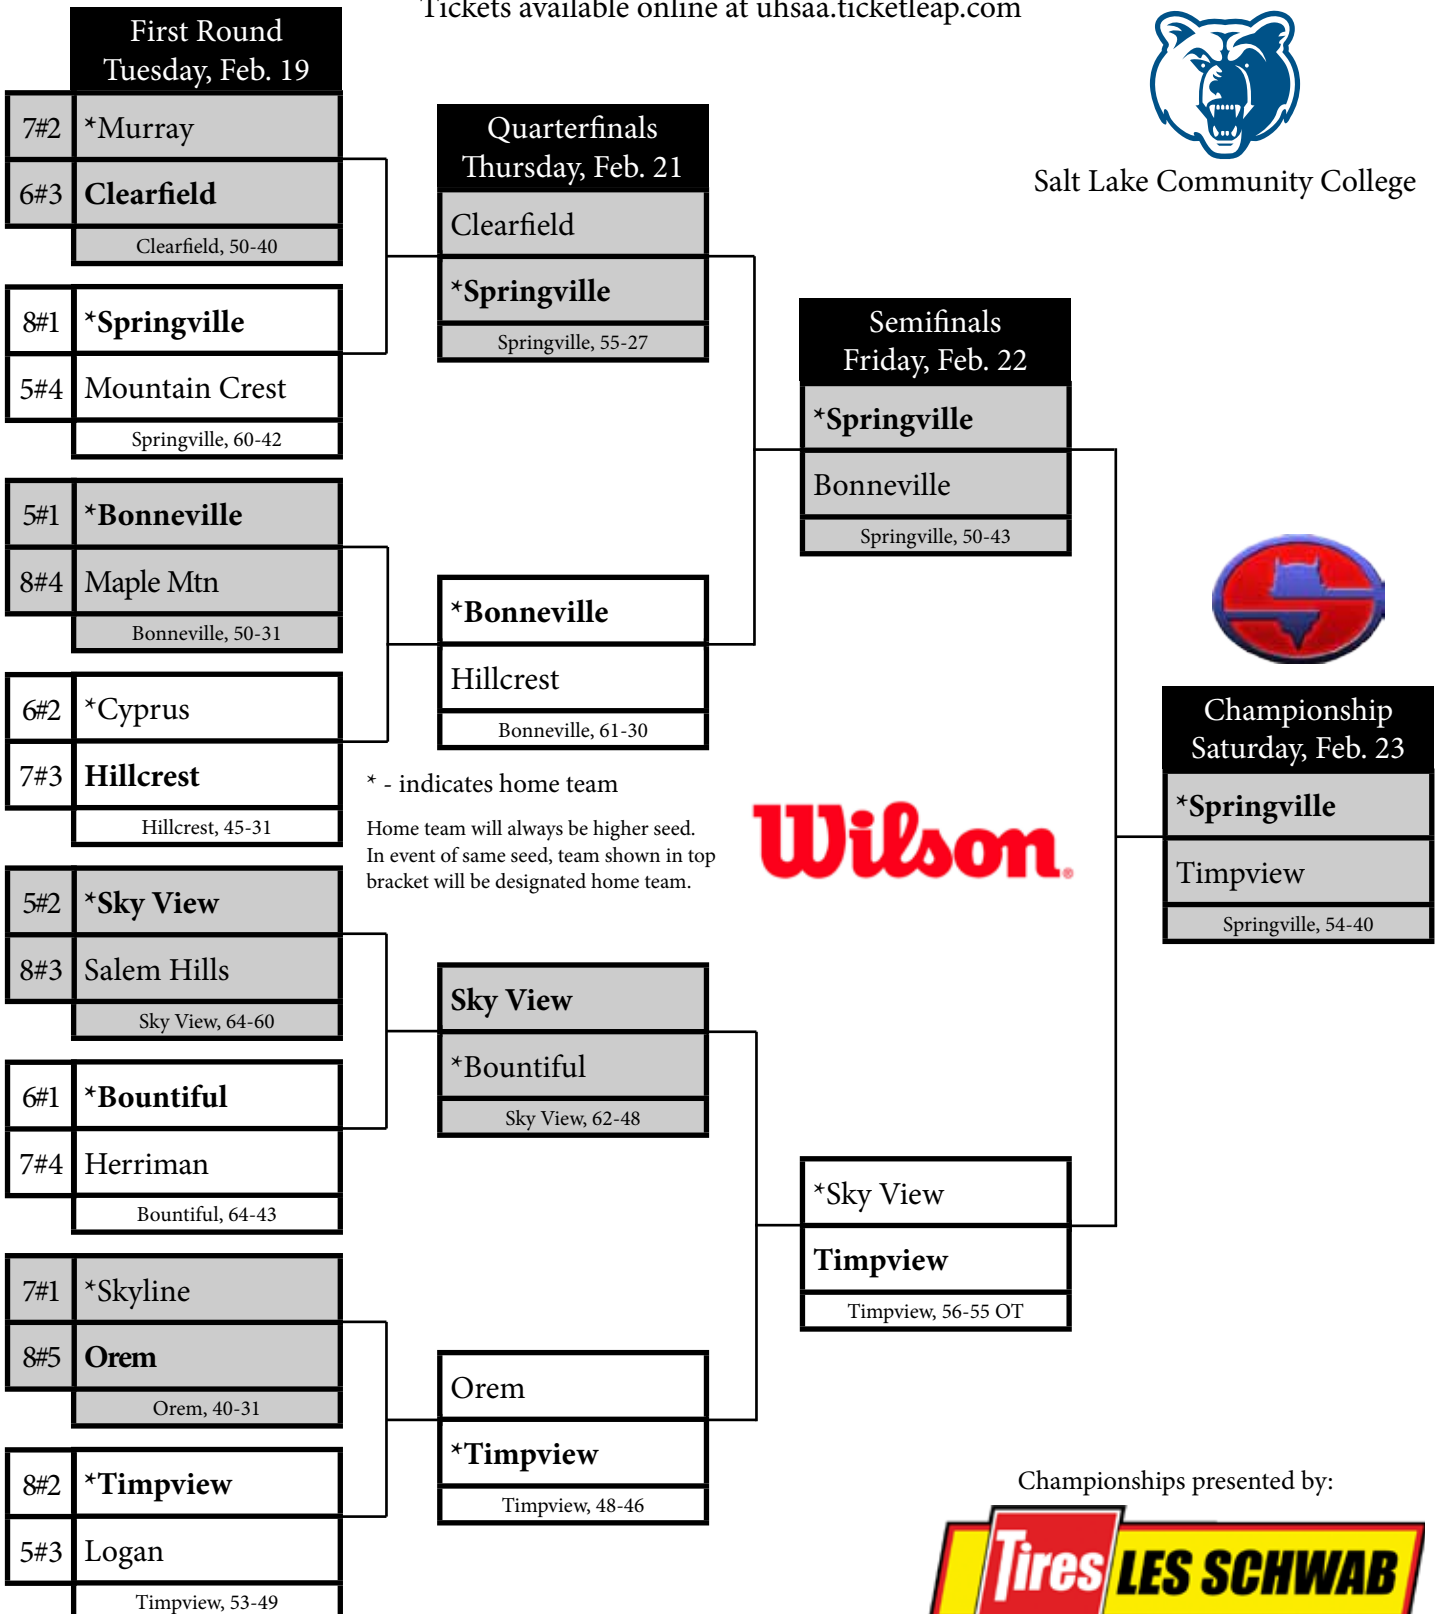 Tickets available online at uhsaa.ticketleap.com
First Round
Tuesday, Feb. 19
7#2 *Murray
6#3 Clearfield
Clearfield, 50-40
8#1 *Springville
5#4 Mountain Crest
Springville, 60-42
5#1 *Bonneville
8#4 Maple Mtn
Bonneville, 50-31
6#2 *Cyprus
7#3 Hillcrest
Hillcrest, 45-31
5#2 *Sky View
8#3 Salem Hills
Sky View, 64-60
6#1 *Bountiful
7#4 Herriman
Bountiful, 64-43
7#1 *Skyline
8#5 Orem
Orem, 40-31
8#2 *Timpview
5#3 Logan
Timpview, 53-49
Quarterfinals
Thursday, Feb. 21
Clearfield
*Springville
Springville, 55-27
*Bonneville
Hillcrest
Bonneville, 61-30
* - indicates home team
Home team will always be higher seed.
In event of same seed, team shown in top
bracket will be designated home team.
Sky View
*Bountiful
Sky View, 62-48
Orem
*Timpview
Timpview, 48-46
Semifinals
Friday, Feb. 22
*Springville
Bonneville
Springville, 50-43
Wilson®
*Sky View
Timpview
Timpview, 56-55 OT
Salt Lake Community College
Championship
Saturday, Feb. 23
*Springville
Timpview
Springville, 54-40
Championships presented by:
Tires LES SCHWAB